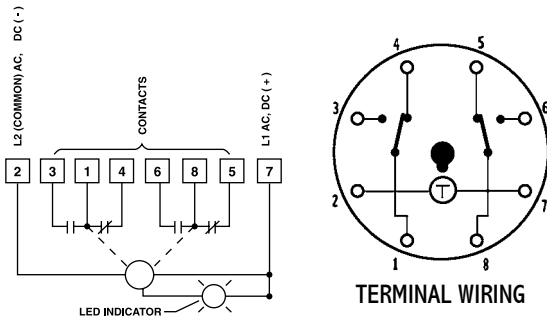 L2 (COMMON) AC, DC (-)
CONTACTS
L1 AC, DC (+)
2 3 1 4 6 8 5 7
LED INDICATOR
4 5
3 6
2 T 7
1 8
TERMINAL WIRING